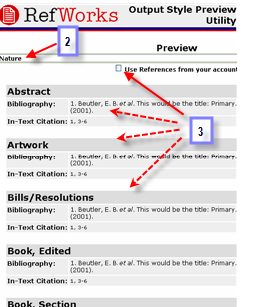 RefWorks
Output Style Preview
Utility
2
Preview
Nature
Use References from your account
3
Abstract
Bibliography: 1. Beutler, E. B. et al. This would be the title: Primary.
(2001).
In-Text Citation: 1, 3-6
Artwork
Bibliography: 1. Beutler, E. B. et al. This would be the title: Primary.
(2001).
In-Text Citation: 1, 3-6
Bills/Resolutions
Bibliography: 1. Beutler, E. B. et al. This would be the title: Primary.
(2001).
In-Text Citation: 1, 3-6
Book, Edited
Bibliography: 1. Beutler, E. B. et al. This would be the title: Primary.
(2001).
In-Text Citation: 1, 3-6
Book, Section